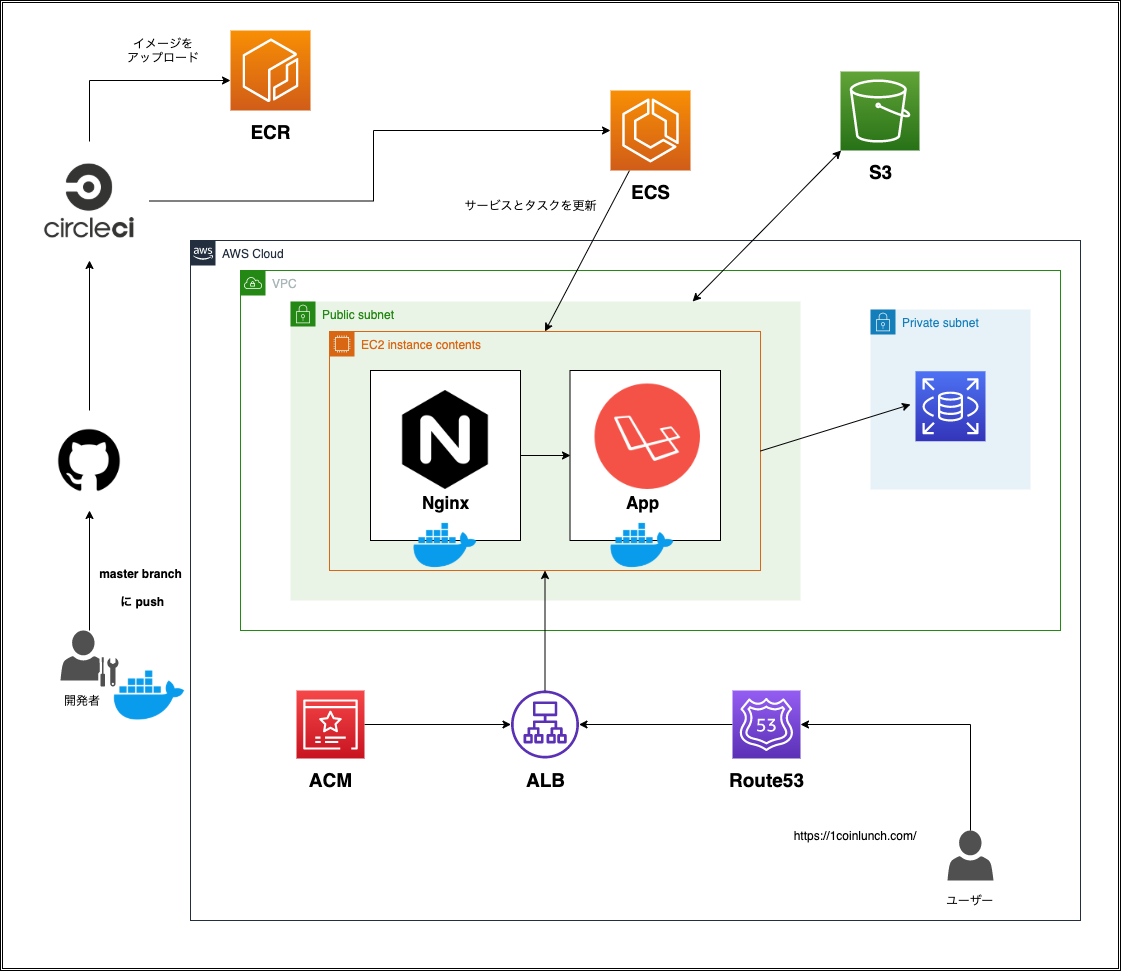 イメージを
アップロード
ECR
ECS
S3
circleci
サービスとタスクを更新
aws
AWS Cloud
VPC
Public subnet
Private subnet
EC2 instance contents
N
Nginx
App
master branch
に push
開発者
53
ACM
ALB
Route53
https://1coinlunch.com/
ユーザー